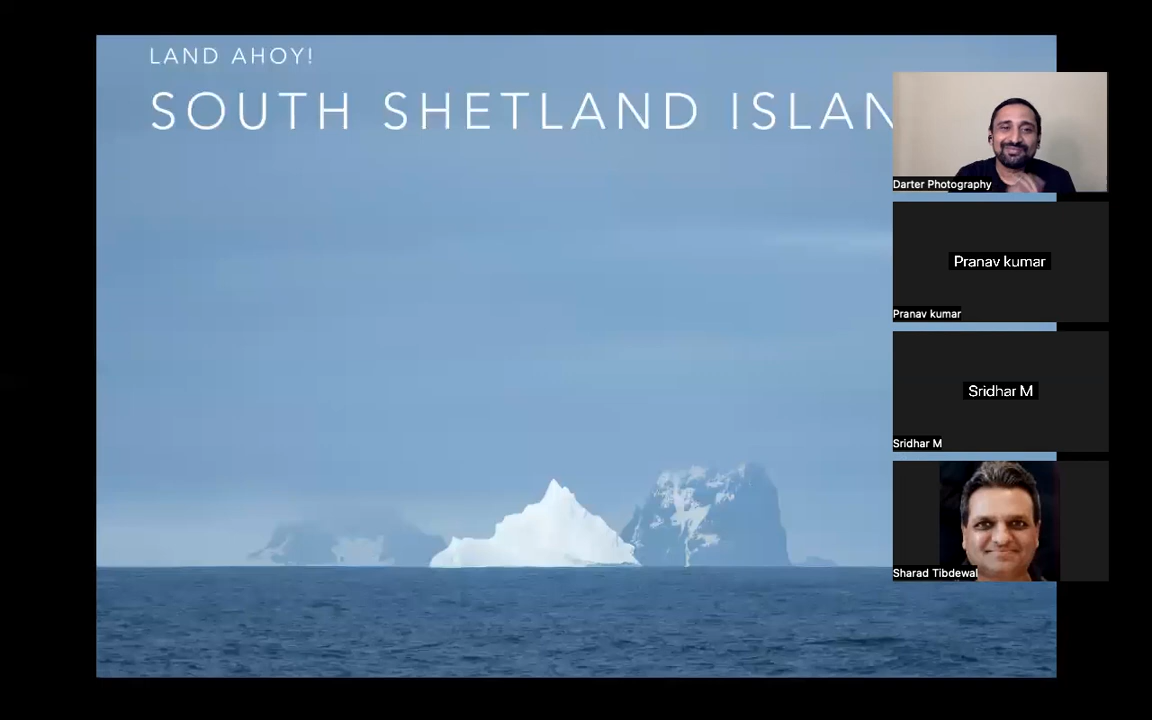 LAND AHOY!
SOUTH SHETLAND ISLAN
Darter Photography
Pranav kumar
Pranav kumar
Sridhar M
Sridhar M
Sharad Tibdewal